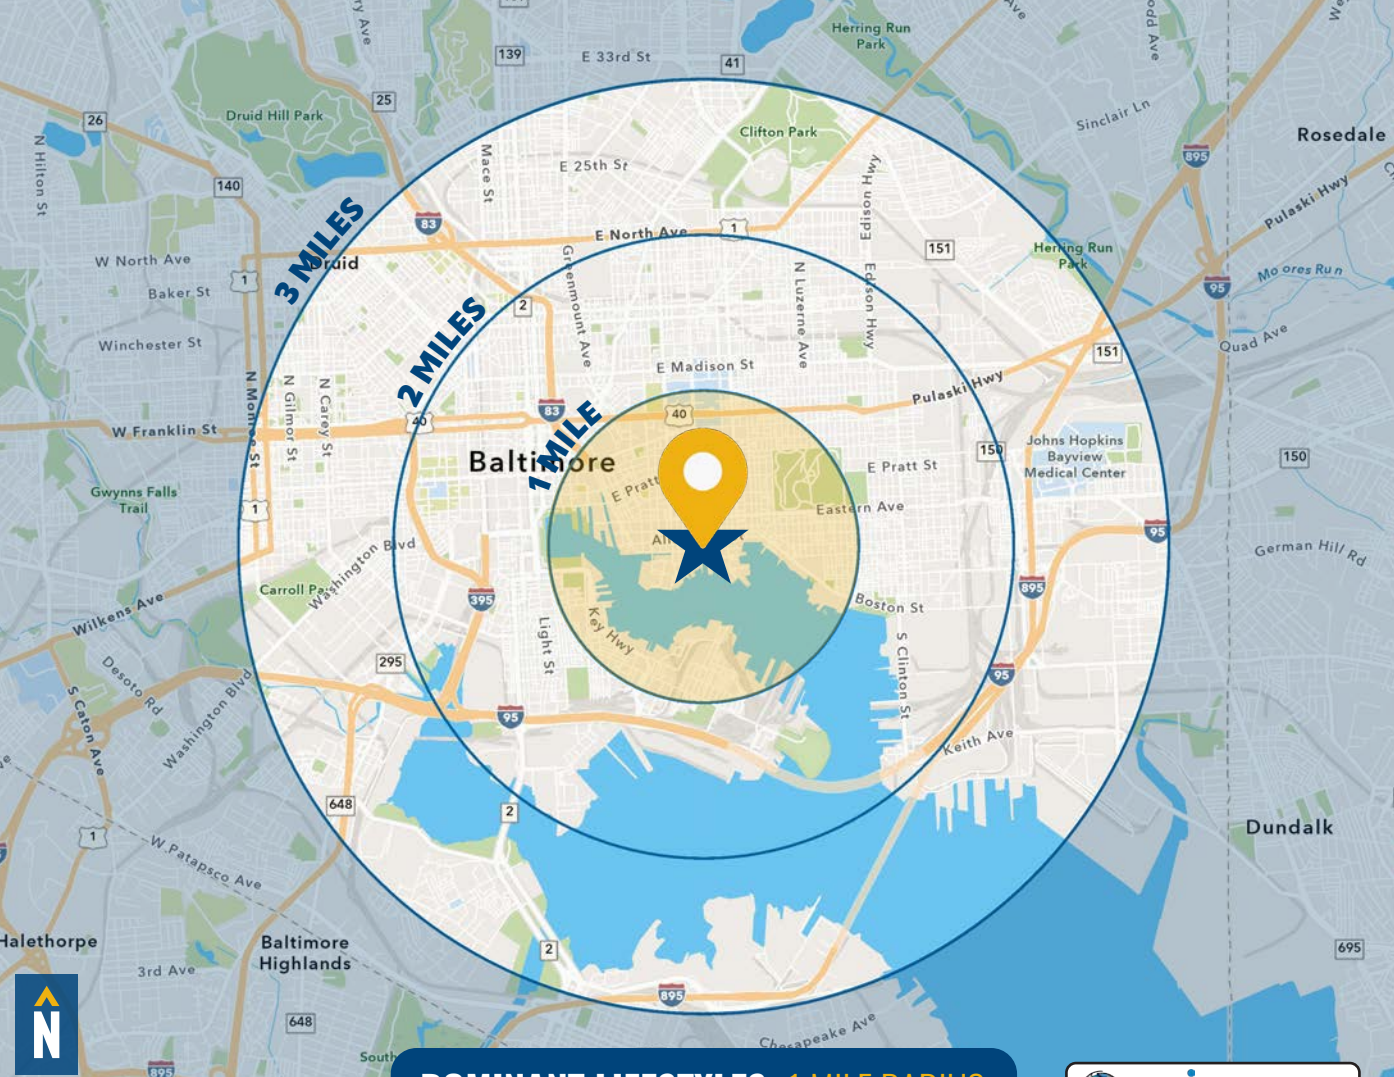 Herring Run
Park
E 33rd St
139
41
25
26
Druid Hill Park
Clifton Park
Sinclair Ln
Rosedale
N Hilton St
Mace St
E 25th St
Edison Hwy
895
140
Pulaski Hwy
3 MILES
83
E North Ave
1
151
Herring Run
Park
W North Ave
Druid
Greenmount Ave
N Luzerne Ave
Edison Hwy
Moores Run
1
95
Baker St
2 MILES
2
Quad Ave
Winchester St
E Madison St
151
N Monroe St
N Gilmor St
N Carey St
Pulaski Hwy
1 MILE
83
40
40
W Franklin St
Baltimore
150
Johns Hopkins
Bayview
Medical Center
150
E Pratt St
E Pratt
Gwynns Falls
Trail
1
Eastern Ave
95
Washington Blvd
German Hill Rd
Carroll
Wilkens Ave
395
895
Boston St
Light St
Key Hwy
S Clinton St
295
95
Desoto Rd
S Caton Ave
Washington Blvd
95
Keith Ave
648
2
1
Dundalk
W Patapsco Ave
Halethorpe
Baltimore
Highlands
2
695
3rd Ave
895
N
648
Chesapeake Ave
South
895
DOMINANT LIFESTYLES
1 MILE RADIUS